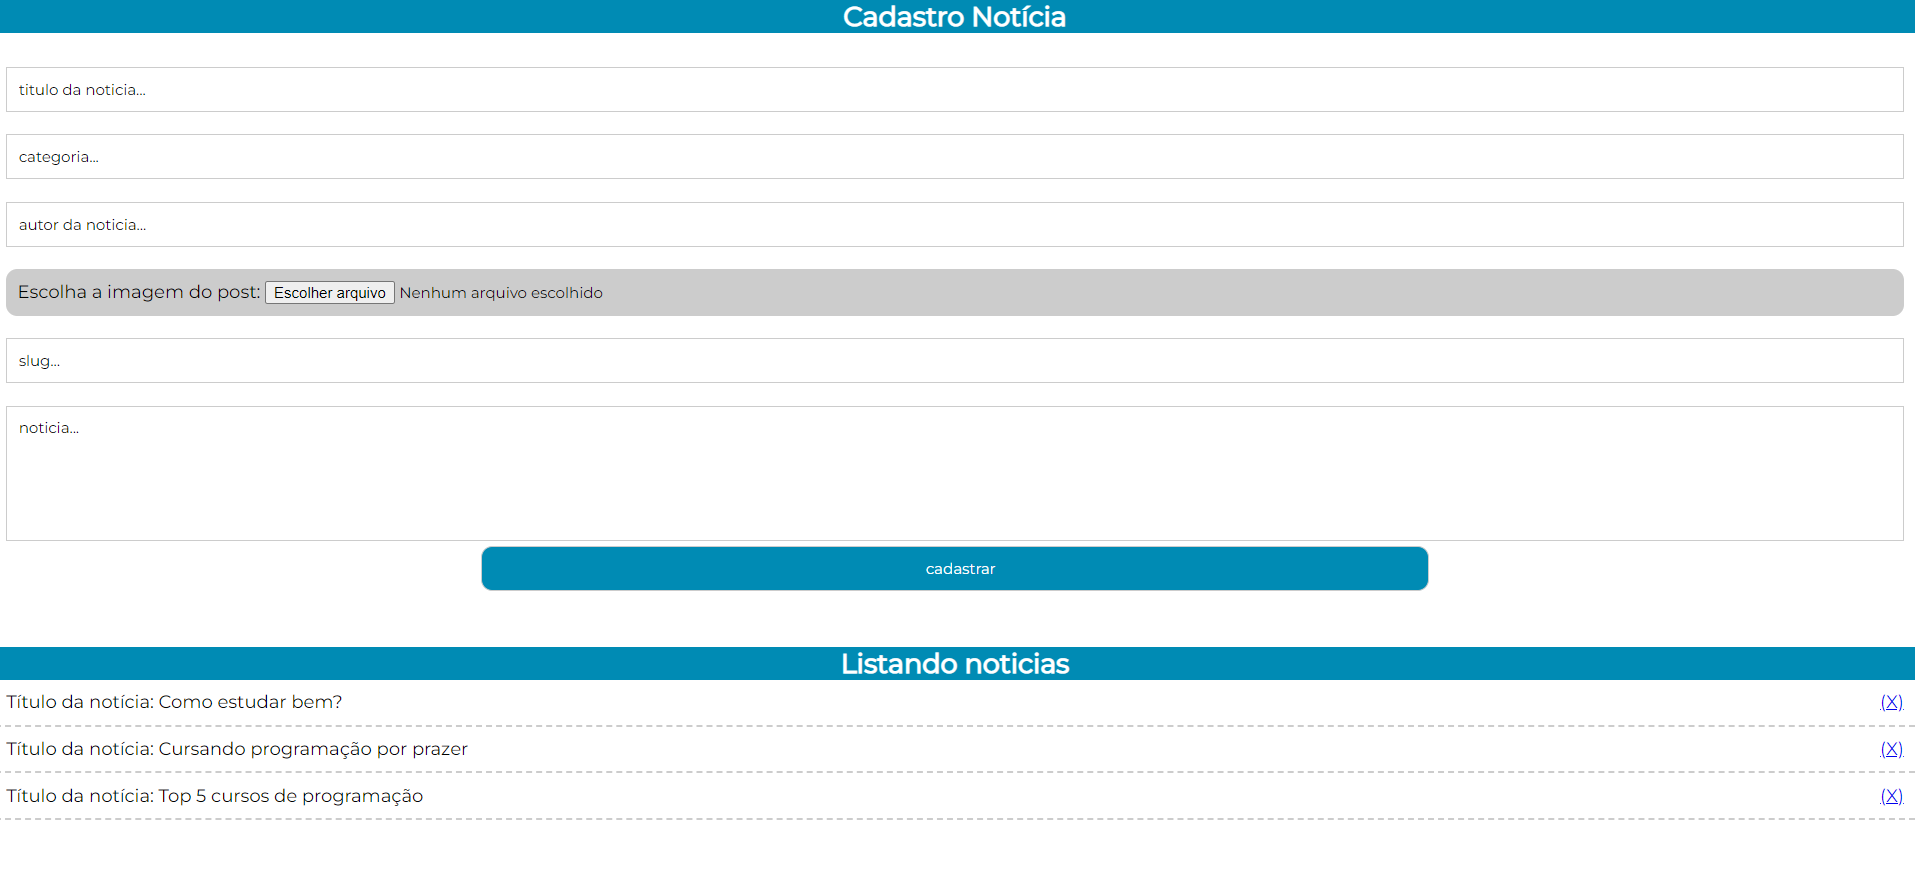 Cadastro Notícia
titulo da noticia...
categoria...
autor da noticia...
Escolha a imagem do post: Escolher arquivo Nenhum arquivo escolhido
slug...
noticia...
cadastrar
Listando noticias
Título da notícia: Como estudar bem? (X)
Título da notícia: Cursando programação por prazer (X)
Título da notícia: Top 5 cursos de programação (X)